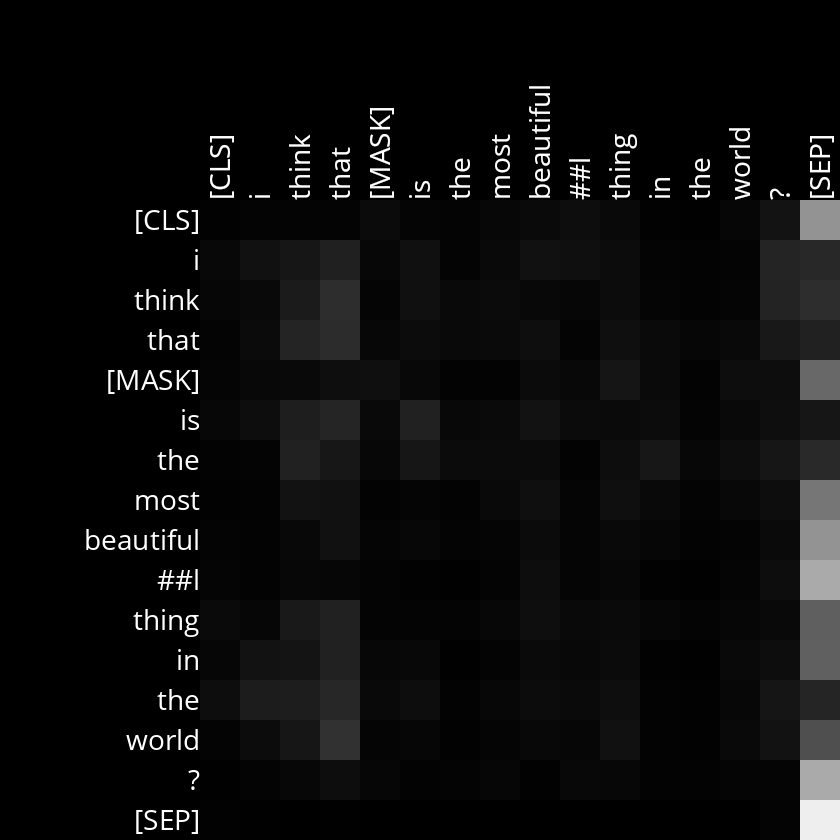 [CLS]
i
think
that
[MASK]
is
the
most
beautiful
##l
thing
in
the
world
?
[SEP]
[CLS]
i
think
that
[MASK]
is
the
most
beautiful
##l
thing
in
the
world
?
[SEP]